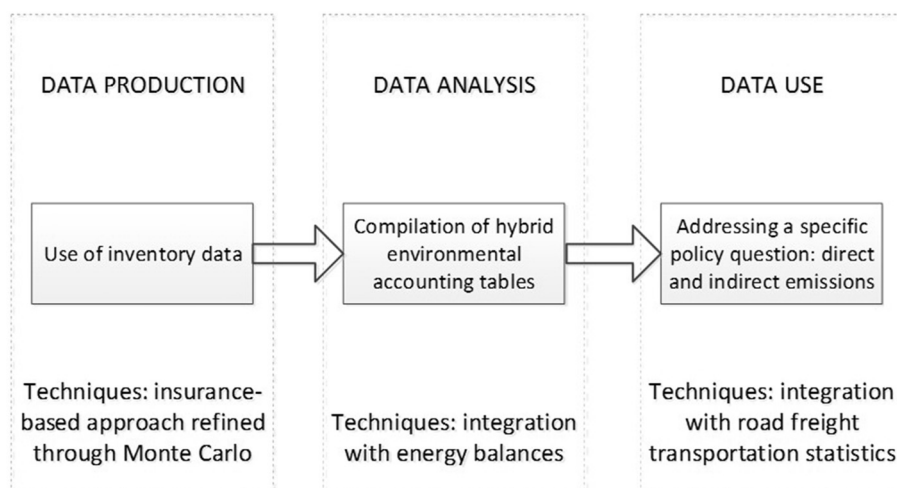 DATA PRODUCTION
Use of inventory data
Techniques: insurance-
based approach refined
through Monte Carlo
DATA ANALYSIS
Compilation of hybrid
environmental
accounting tables
Techniques: integration
with energy balances
DATA USE
Addressing a specific
policy question: direct
and indirect emissions
Techniques: integration
with road freight
transportation statistics